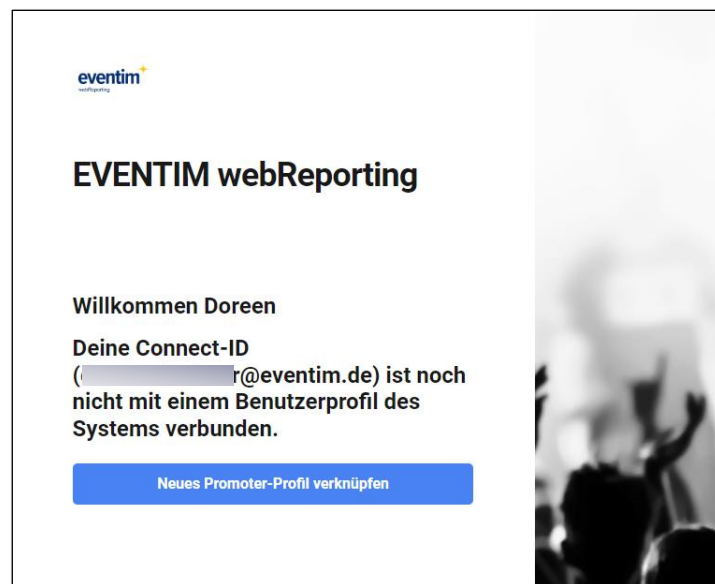 eventim
webReporting
EVENTIM webReporting
Willkommen Doreen
Deine Connect-ID
( r@eventim.de) ist noch
nicht mit einem Benutzerprofil des
Systems verbunden.
Neues Promoter-Profil verknüpfen